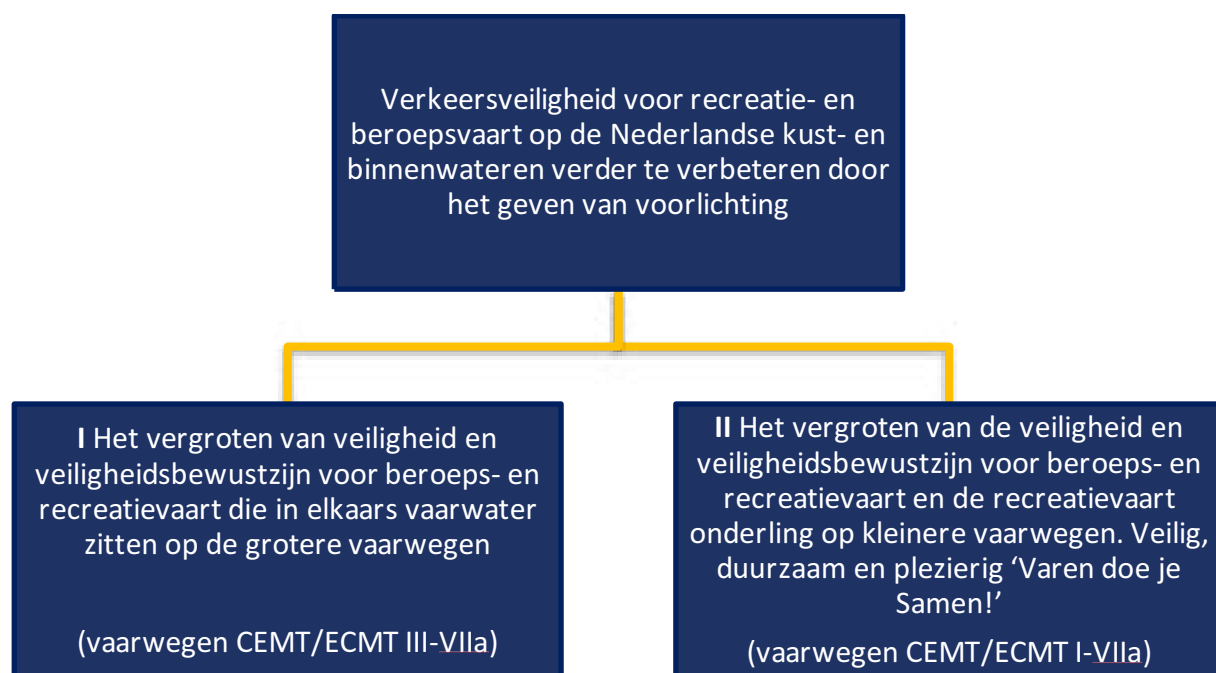 Verkeersveiligheid voor recreatie- en
beroepsvaart op de Nederlandse kust- en
binnenwateren verder te verbeteren door
het geven van voorlichting
I Het vergroten van veiligheid en
veiligheidsbewustzijn voor beroeps- en
recreatievaart die in elkaars vaarwater
zitten op de grotere vaarwegen
(vaarwegen CEMT/ECMT III-VIIa)
II Het vergroten van de veiligheid en
veiligheidsbewustzijn voor beroeps- en
recreatievaart en de recreatievaart
onderling op kleinere vaarwegen. Veilig,
duurzaam en plezierig ‘Varen doe je
Samen!’
(vaarwegen CEMT/ECMT I-VIIa)